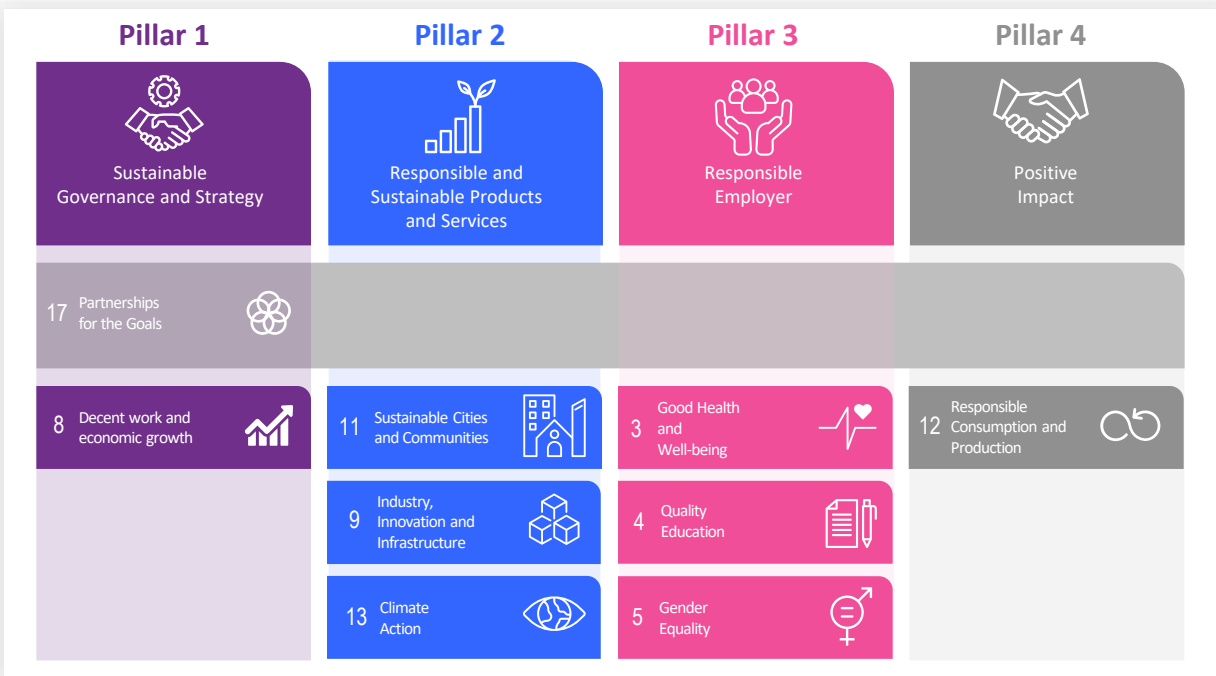 Pillar 1
Pillar 2
Pillar 3
Pillar 4
Sustainable
Governance and Strategy
Responsible and
Sustainable Products
and Services
Responsible
Employer
Positive
Impact
17
Partnerships
for the Goals
8
Decent work and
economic growth
11
Sustainable Cities
and Communities
3
Good Health
and
Well-being
12
Responsible
Consumption and
Production
9
Industry,
Innovation and
Infrastructure
4
Quality
Education
13
Climate
Action
5
Gender
Equality